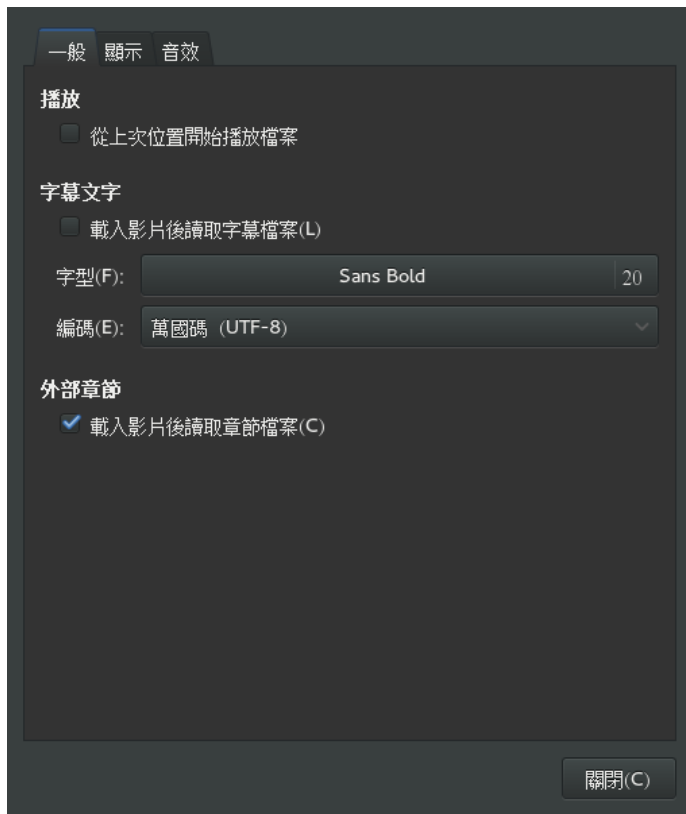 一般 顯示 音效
播放
從上次位置開始播放檔案
字幕文字
載入影片後讀取字幕檔案(L)
字型(F): Sans Bold 20
編碼(E): 萬國碼 (UTF-8)
外部章節
載入影片後讀取章節檔案(C)
關閉(C)